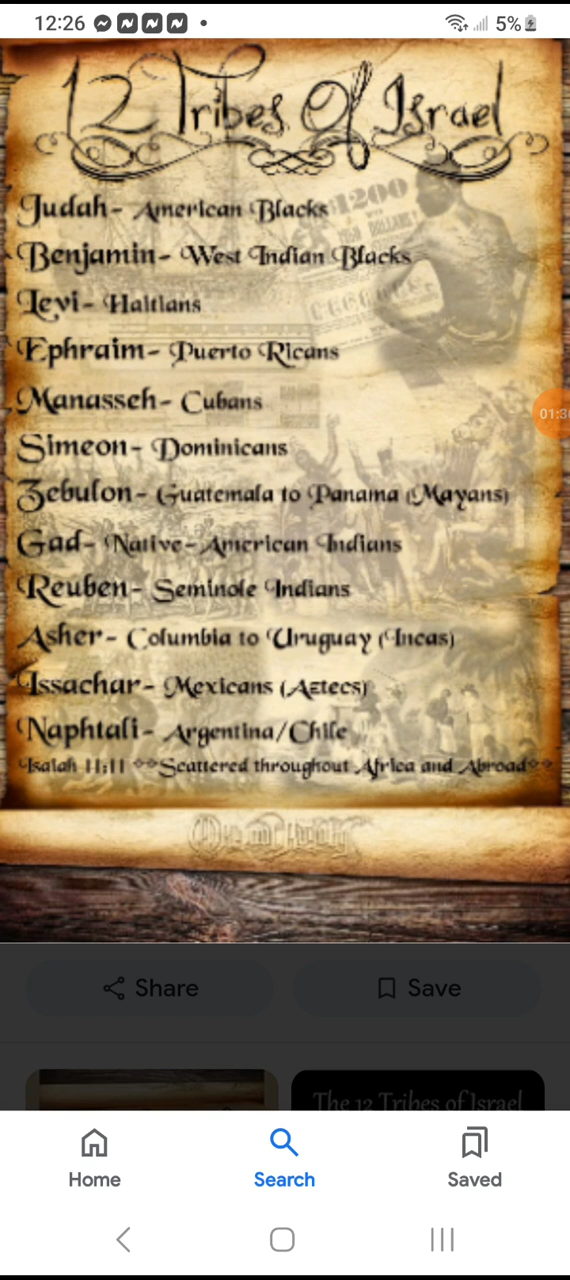 12:26
5%
12 Tribes Of Israel
1200
DOLLARS!
Judah- American Blacks
Benjamin- West Indian Blacks
Levi- Haitians
Ephraim- Puerto Ricans
Manasseh- Cubans
Simeon- Dominicans
Zebulon- Guatemala to Panama (Mayans)
Gad- Native-American Indians
Reuben- Seminole Indians
Asher- Columbia to Uruguay (Incas)
Issachar- Mexicans (Aztecs)
Naphtali- Argentina/Chile
Isaiah 11:11 **Scattered throughout Africa and Abroad**
Share
Save
The 12 Tribes of Israel
Home
Search
Saved